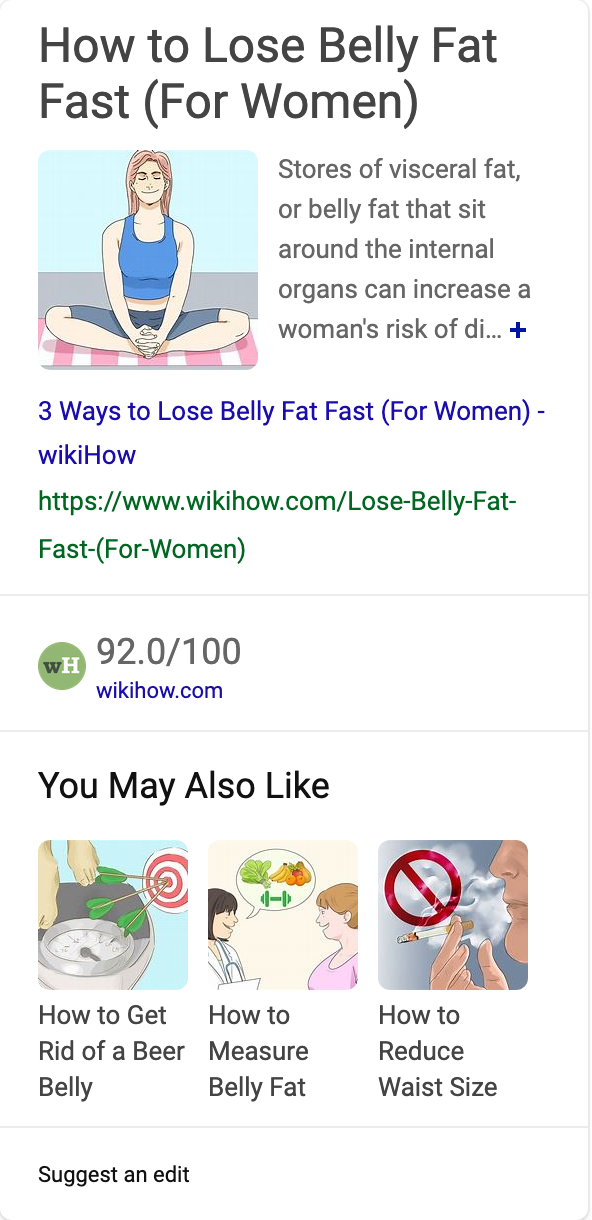 How to Lose Belly Fat
Fast (For Women)
Stores of visceral fat,
or belly fat that sit
around the internal
organs can increase a
woman's risk of di... +
3 Ways to Lose Belly Fat Fast (For Women) -
wikiHow
https://www.wikihow.com/Lose-Belly-Fat-
Fast-(For-Women)
wH
92.0/100
wikihow.com
You May Also Like
How to Get
Rid of a Beer
Belly
How to
Measure
Belly Fat
How to
Reduce
Waist Size
Suggest an edit